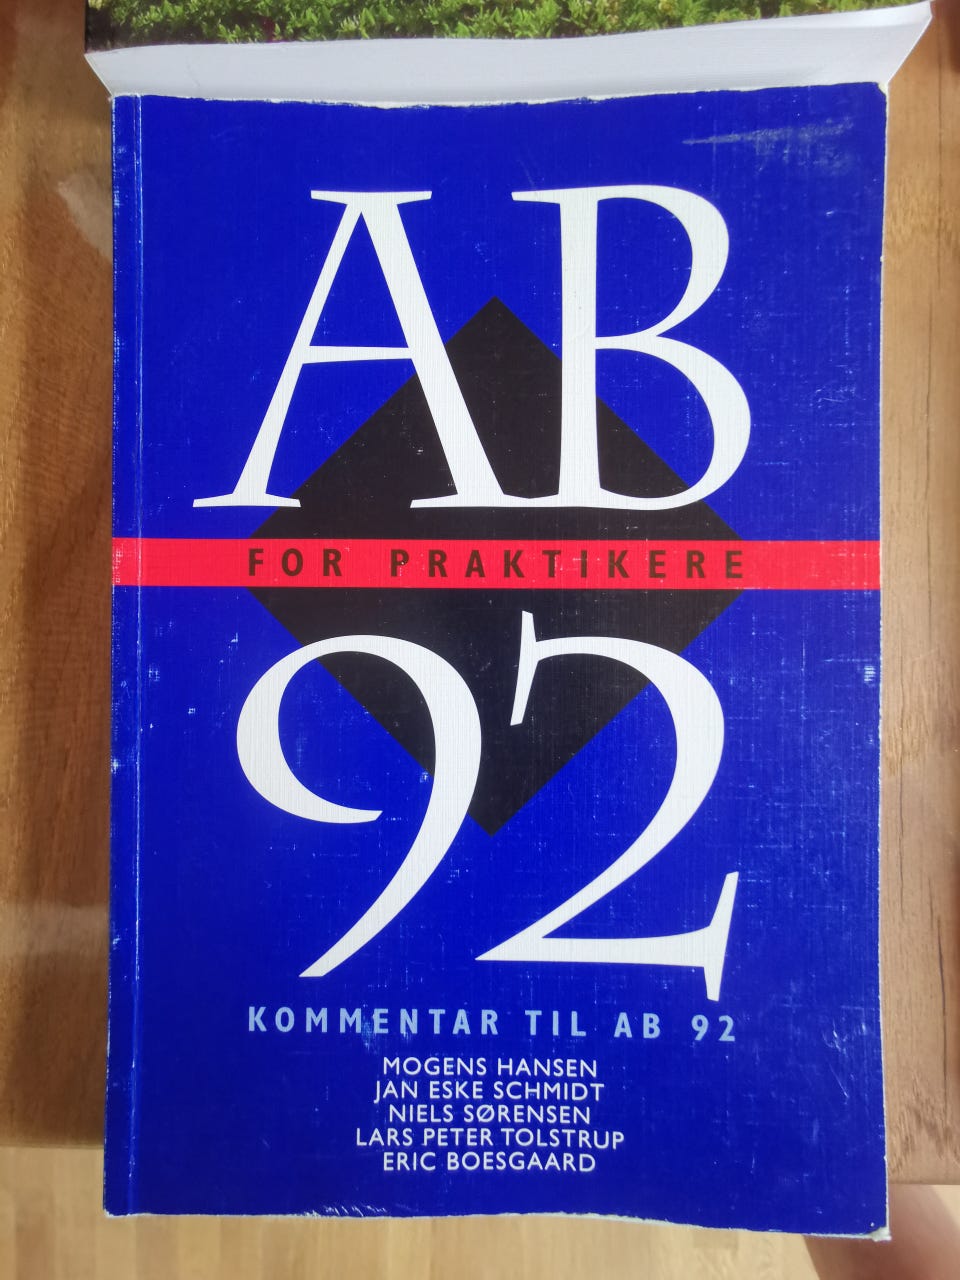 AB
FOR PRAKTIKERE
92
KOMMENTAR TIL AB 92
MOGENS HANSEN
JAN ESKE SCHMIDT
NIELS SØRENSEN
LARS PETER TOLSTRUP
ERIC BOESGAARD